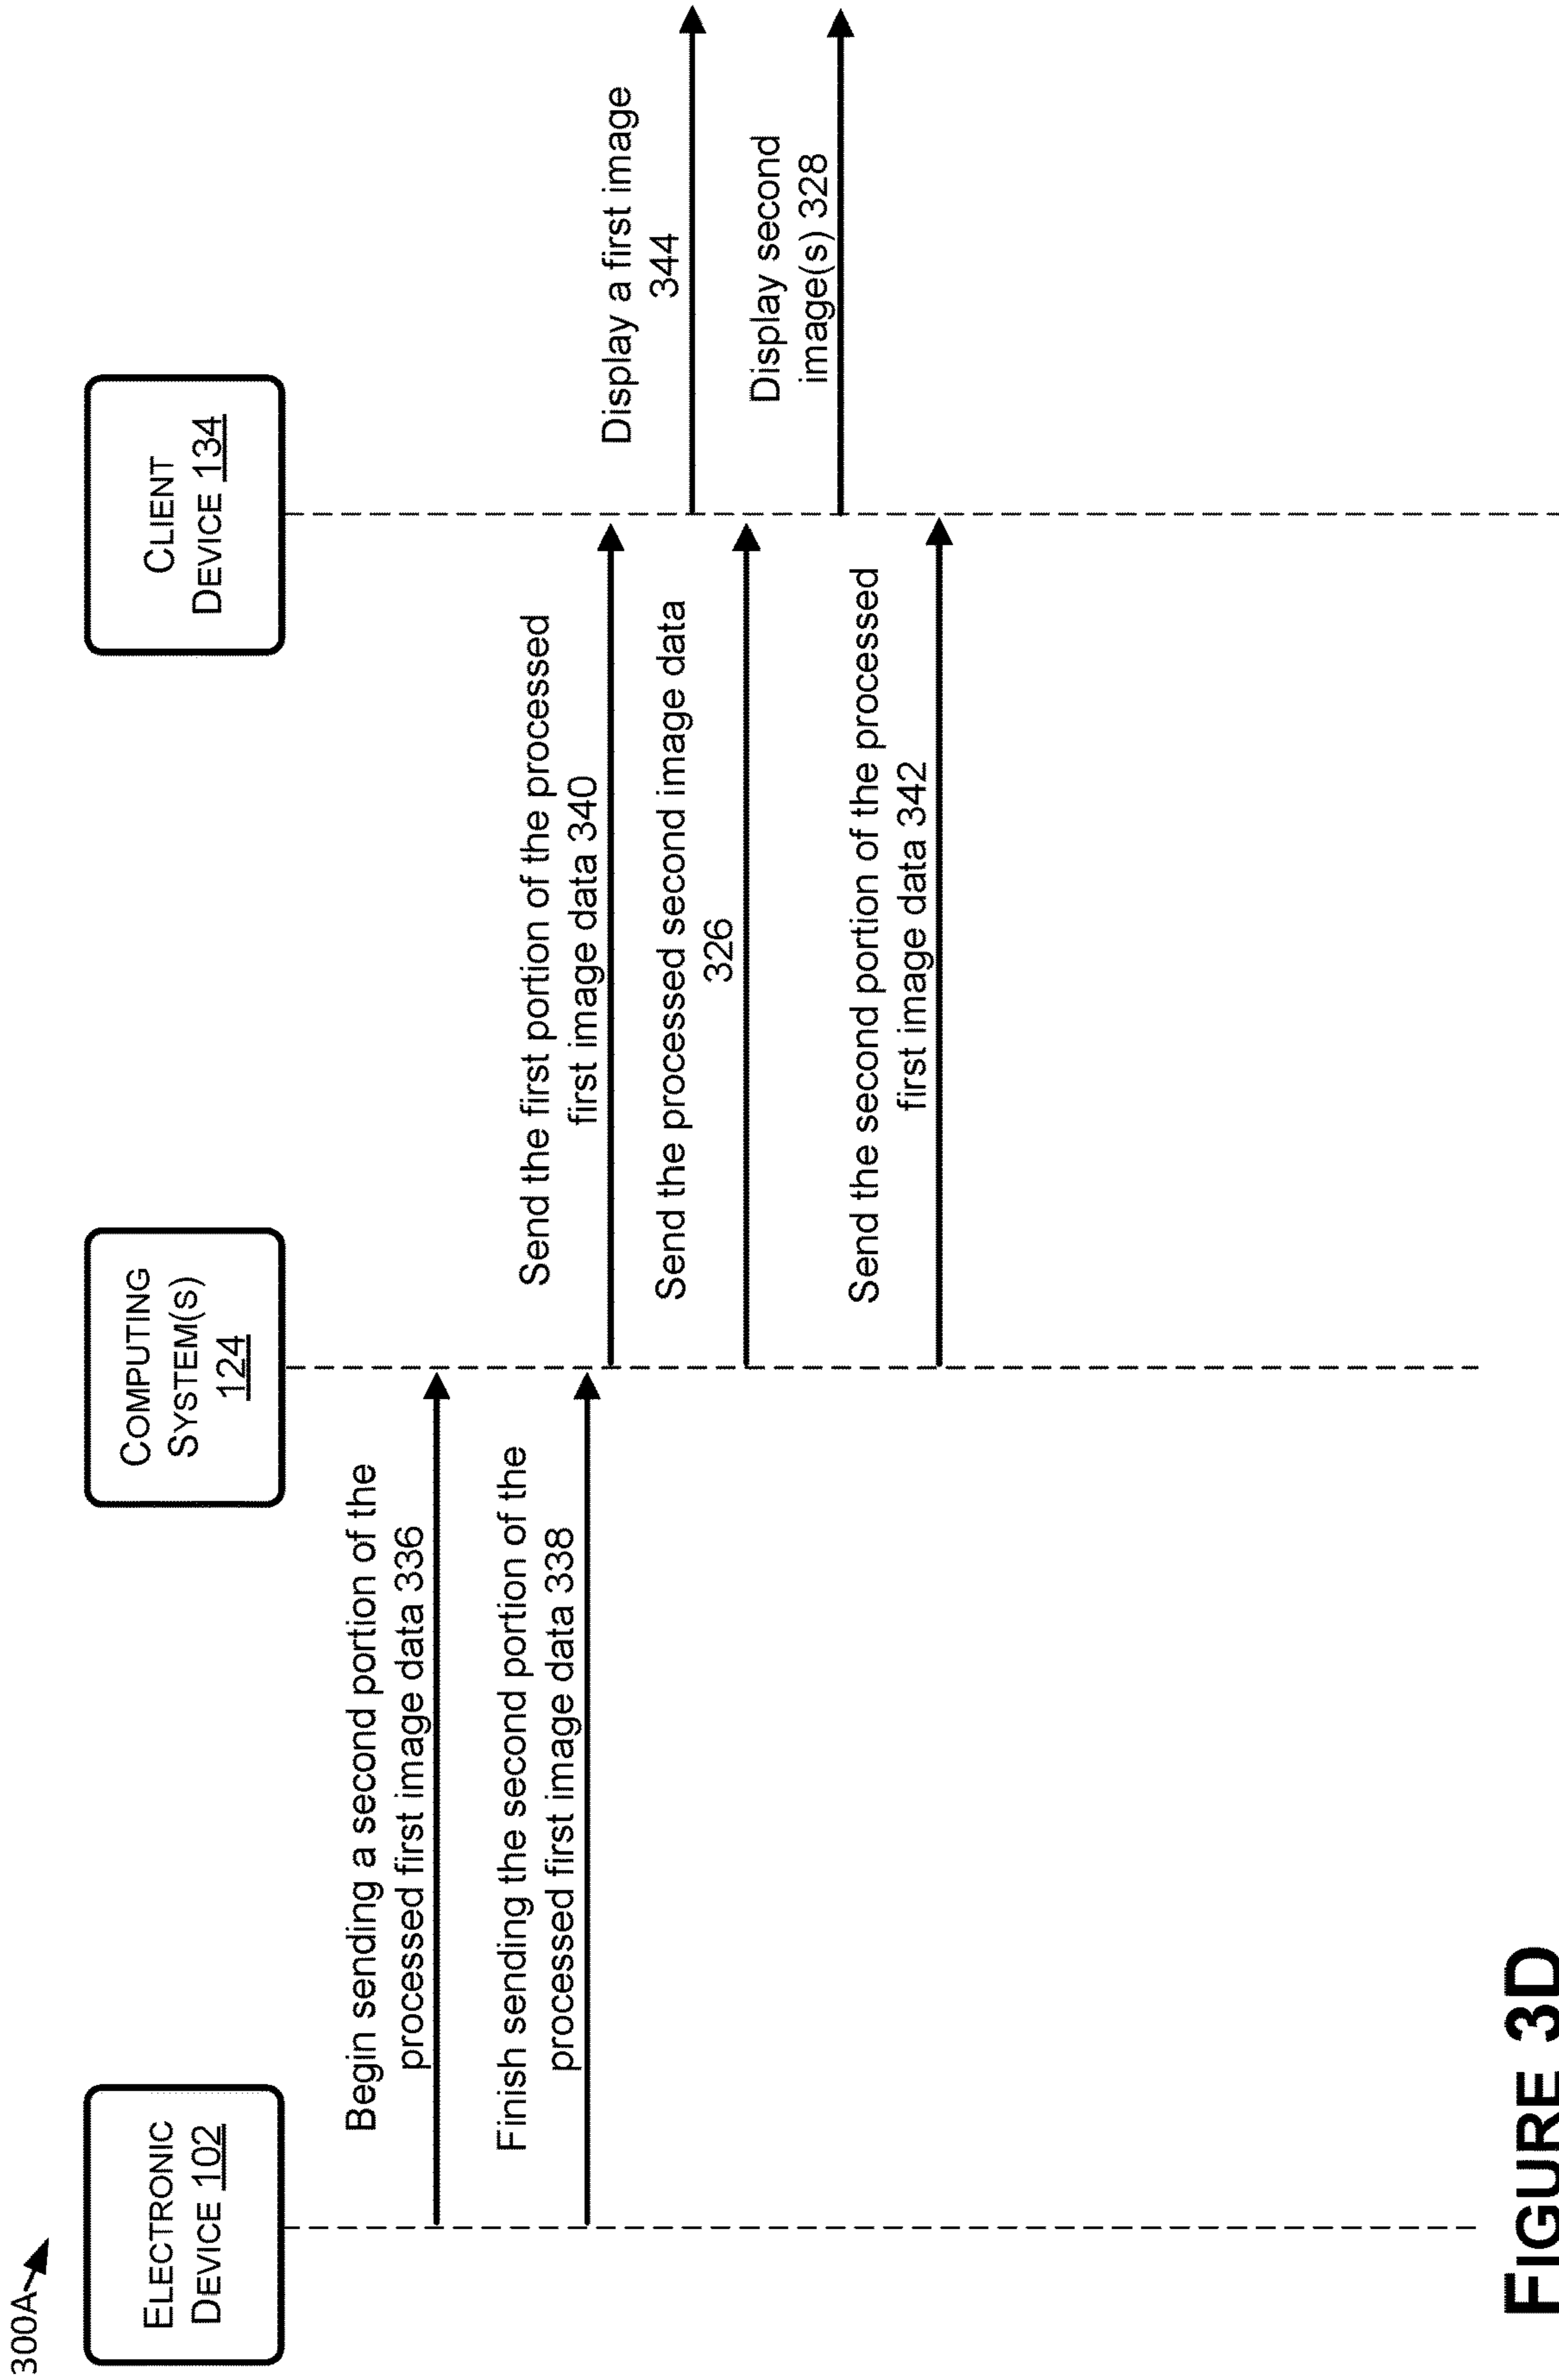 300A
ELECTRONIC
DEVICE 102
COMPUTING
SYSTEM(S)
124
CLIENT
DEVICE 134
Begin sending a second portion of the
processed first image data 336
Finish sending the second portion of the
processed first image data 338
Send the first portion of the processed
first image data 340
Display a first image
344
Send the processed second image data
326
Display second
image(s) 328
Send the second portion of the processed
first image data 342
FIGURE 3D